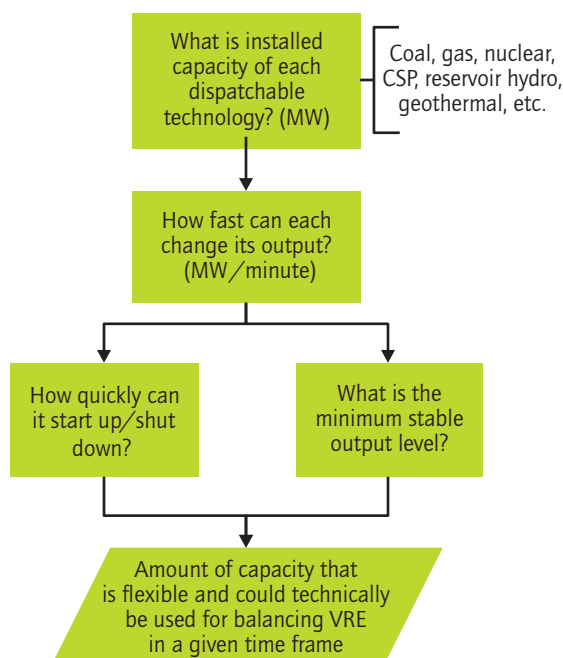 What is installed
capacity of each
dispatchable
technology? (MW)
Coal, gas, nuclear,
CSP, reservoir hydro,
geothermal, etc.
How fast can each
change its output?
(MW/minute)
How quickly can
it start up/shut
down?
What is the
minimum stable
output level?
Amount of capacity that
is flexible and could technically
be used for balancing VRE
in a given time frame